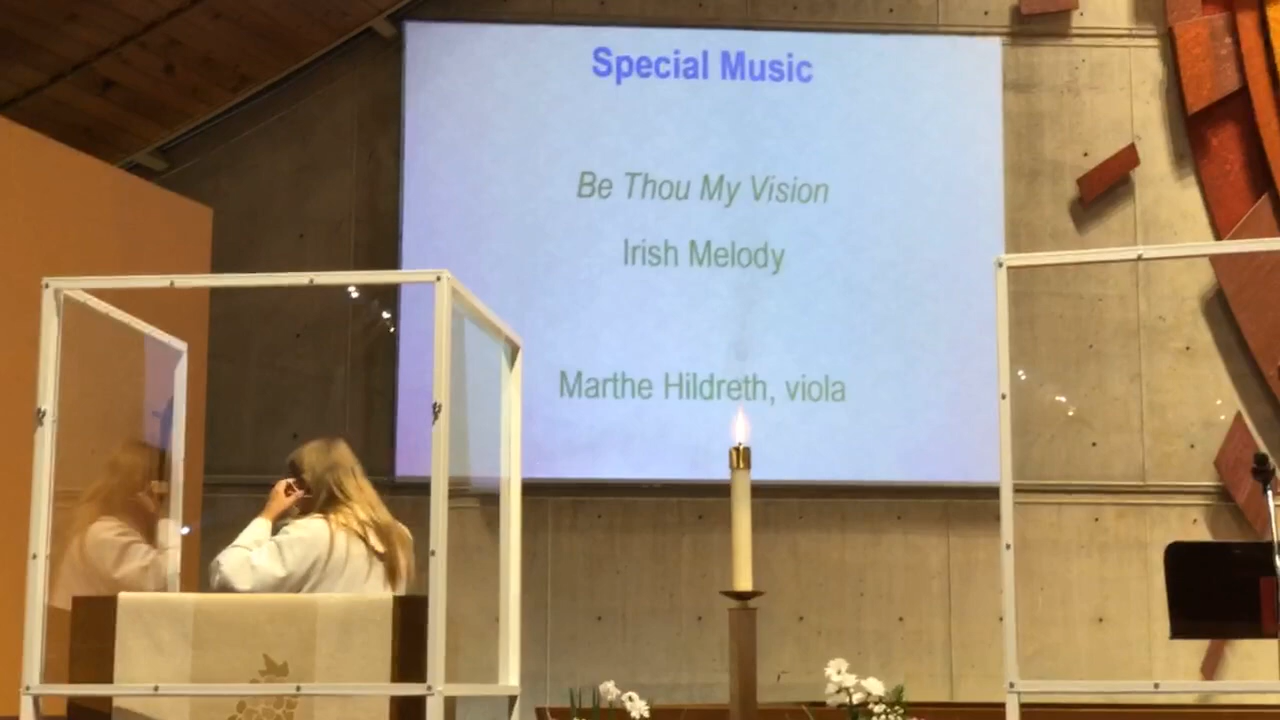 Special Music
Be Thou My Vision
Irish Melody
Marthe Hildreth, viola